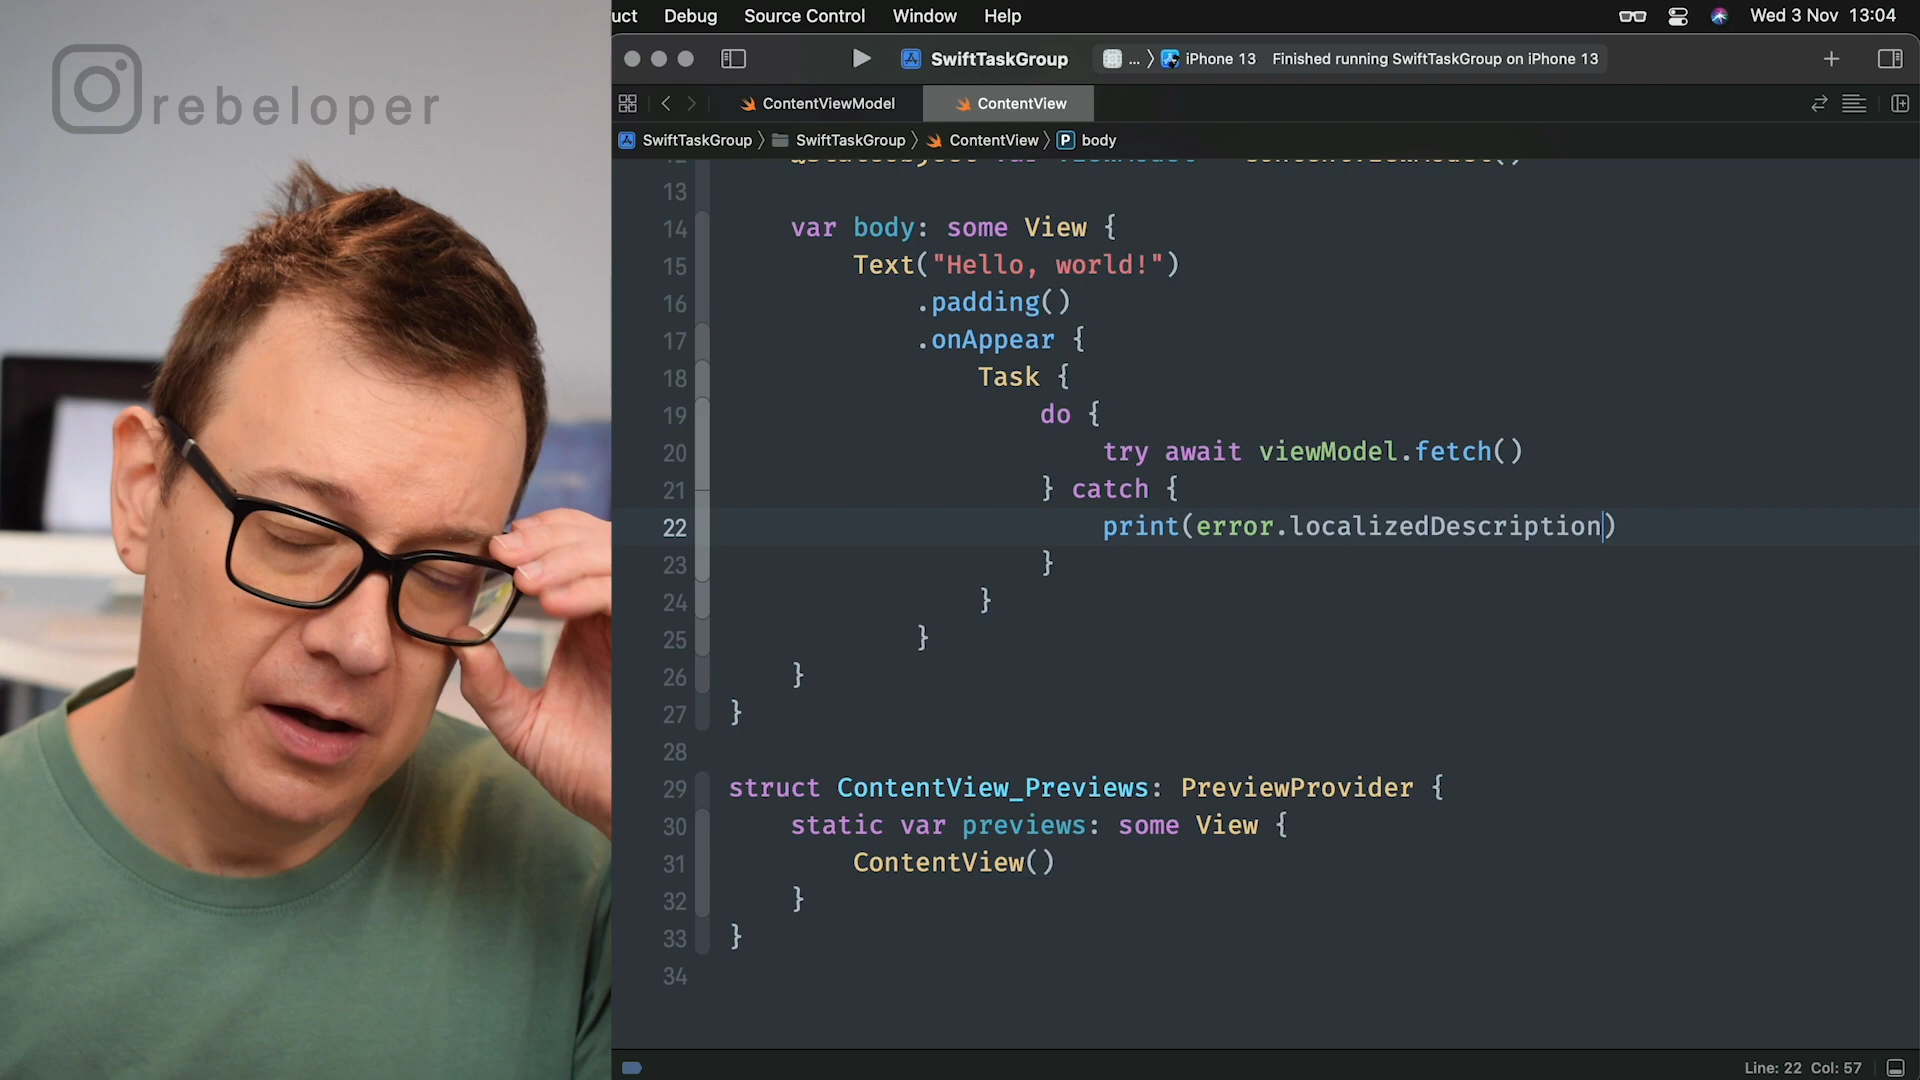 rebeloper
uct Debug Source Control Window Help Wed 3 Nov 13:04
SwiftTaskGroup ... iPhone 13 Finished running SwiftTaskGroup on iPhone 13
ContentViewModel ContentView
SwiftTaskGroup SwiftTaskGroup ContentView P body
13
14 var body: some View {
15 Text("Hello, world!")
16 .padding()
17 .onAppear {
18 Task {
19 do {
20 try await viewModel.fetch()
21 } catch {
22 print(error.localizedDescription)
23 }
24 }
25 }
26 }
27 }
28
29 struct ContentView_Previews: PreviewProvider {
30 static var previews: some View {
31 ContentView()
32 }
33 }
34
Line: 22 Col: 57